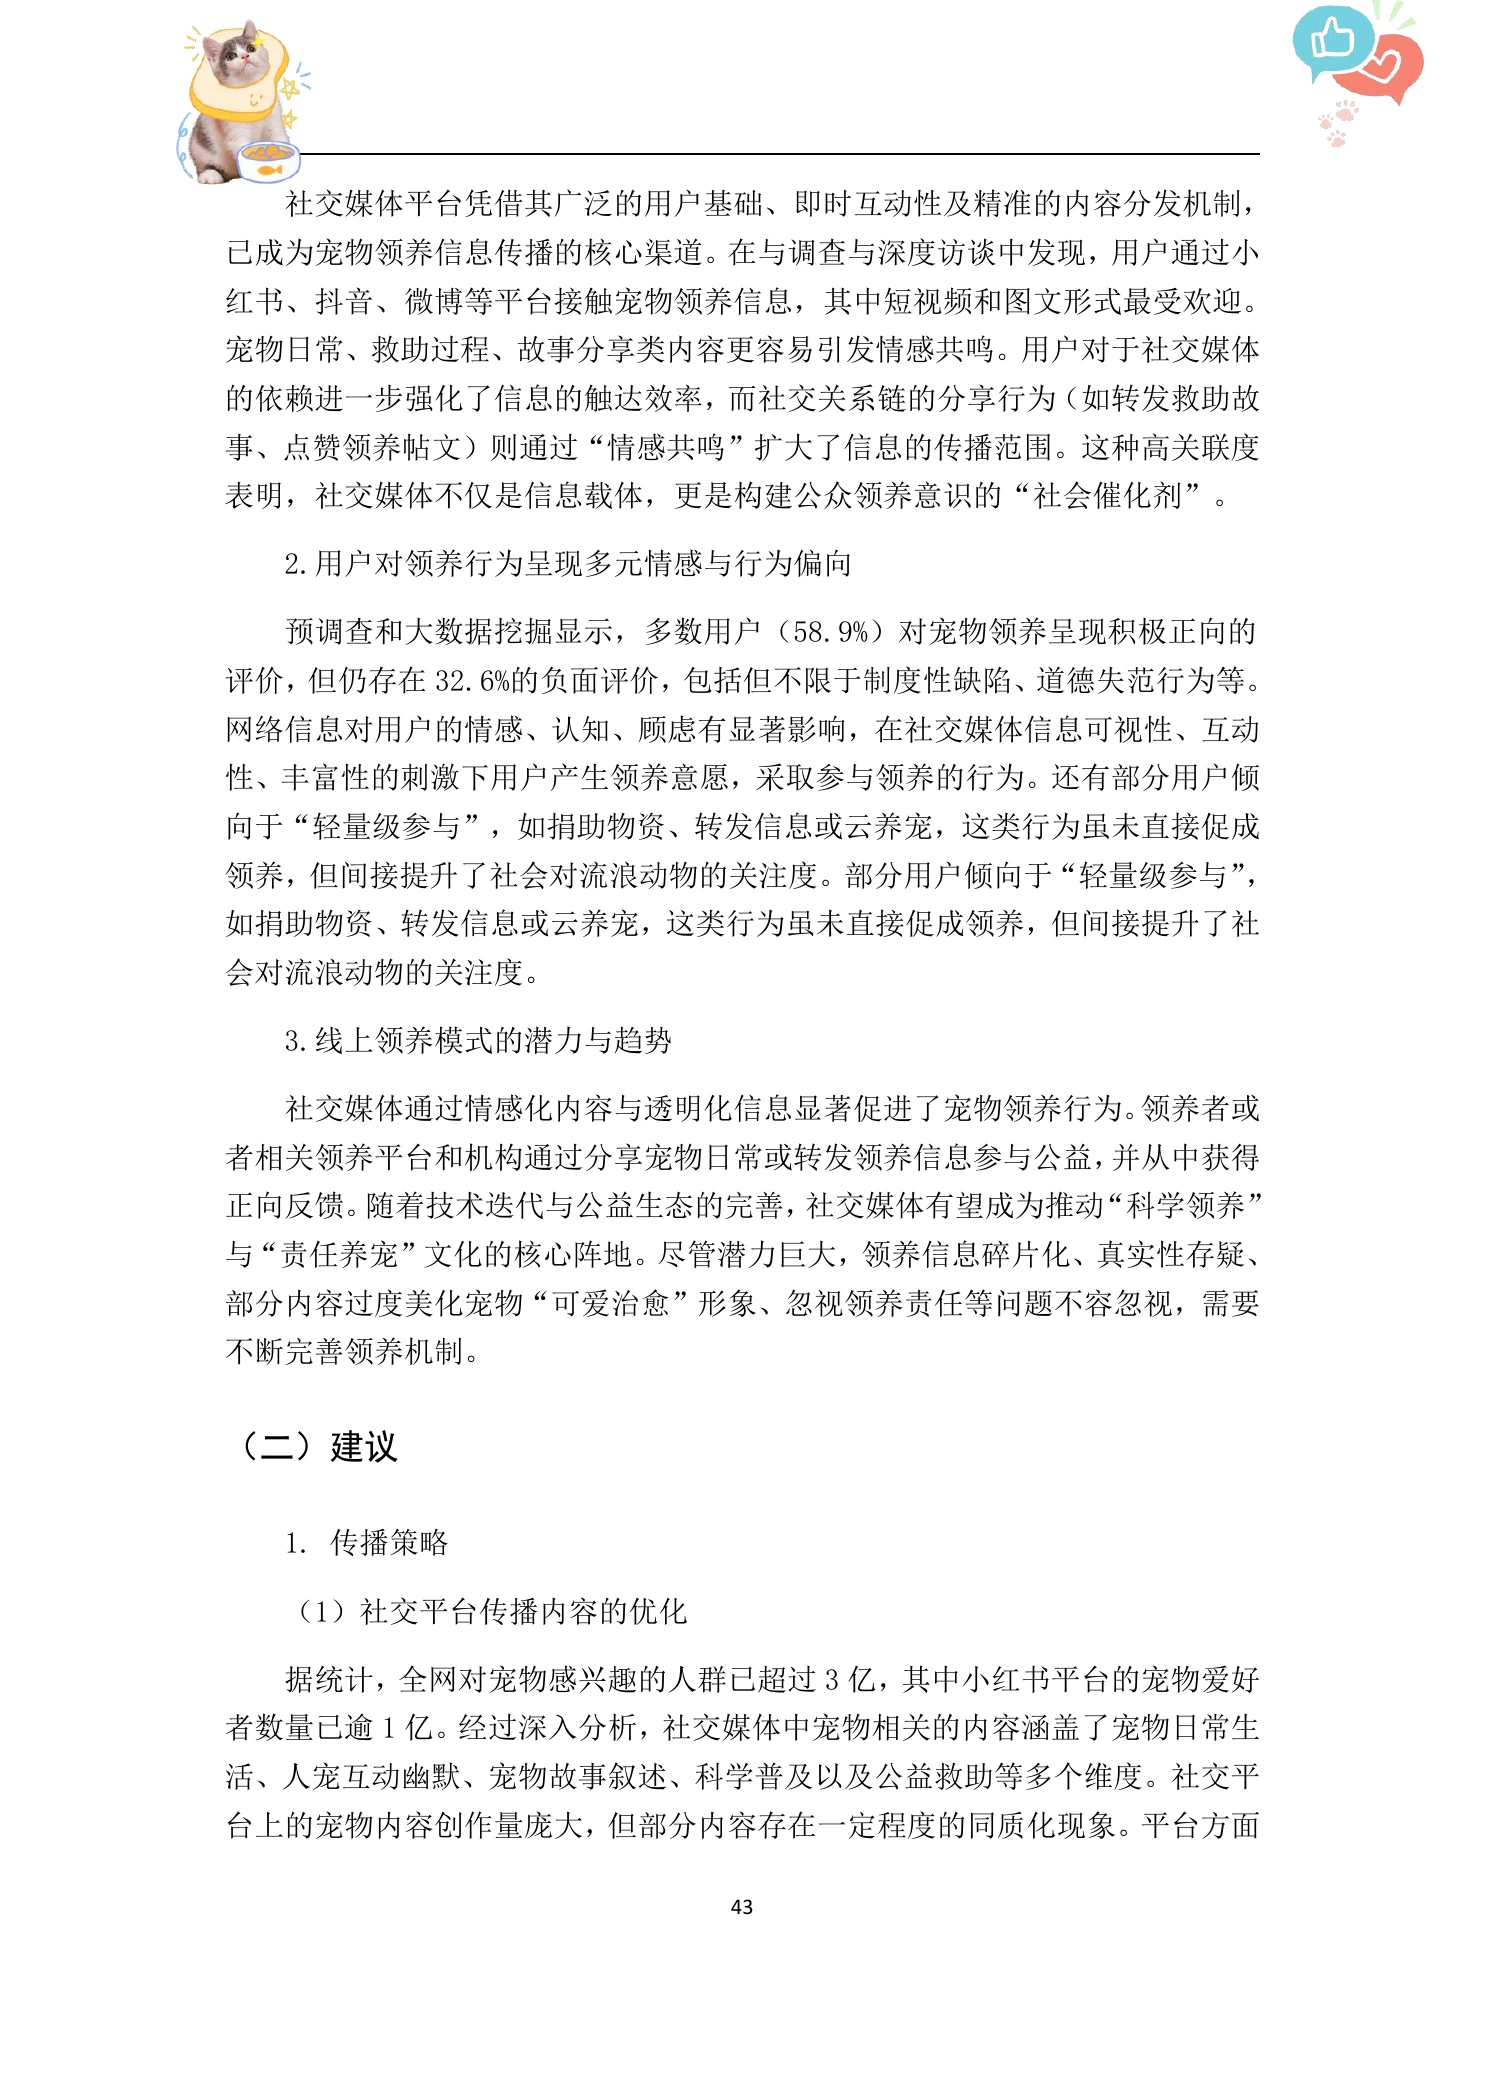 社交媒体平台凭借其广泛的用户基础、即时互动性及精准的内容分发机制，
已成为宠物领养信息传播的核心渠道。在与调查与深度访谈中发现，用户通过小
红书、抖音、微博等平台接触宠物领养信息，其中短视频和图文形式最受欢迎。
宠物日常、救助过程、故事分享类内容更容易引发情感共鸣。用户对于社交媒体
的依赖进一步强化了信息的触达效率，而社交关系链的分享行为（如转发救助故
事、点赞领养帖文）则通过“情感共鸣”扩大了信息的传播范围。这种高关联度
表明，社交媒体不仅是信息载体，更是构建公众领养意识的“社会催化剂”。
2.用户对领养行为呈现多元情感与行为偏向
预调查和大数据挖掘显示，多数用户（58.9%）对宠物领养呈现积极正向的
评价，但仍存在 32.6%的负面评价，包括但不限于制度性缺陷、道德失范行为等。
网络信息对用户的情感、认知、顾虑有显著影响，在社交媒体信息可视性、互动
性、丰富性的刺激下用户产生领养意愿，采取参与领养的行为。还有部分用户倾
向于“轻量级参与”，如捐助物资、转发信息或云养宠，这类行为虽未直接促成
领养，但间接提升了社会对流浪动物的关注度。部分用户倾向于“轻量级参与”，
如捐助物资、转发信息或云养宠，这类行为虽未直接促成领养，但间接提升了社
会对流浪动物的关注度。
3.线上领养模式的潜力与趋势
社交媒体通过情感化内容与透明化信息显著促进了宠物领养行为。领养者或
者相关领养平台和机构通过分享宠物日常或转发领养信息参与公益，并从中获得
正向反馈。随着技术迭代与公益生态的完善，社交媒体有望成为推动“科学领养”
与“责任养宠”文化的核心阵地。尽管潜力巨大，领养信息碎片化、真实性存疑、
部分内容过度美化宠物“可爱治愈”形象、忽视领养责任等问题不容忽视，需要
不断完善领养机制。
（二）建议
1. 传播策略
（1）社交平台传播内容的优化
据统计，全网对宠物感兴趣的人群已超过 3 亿，其中小红书平台的宠物爱好
者数量已逾 1 亿。经过深入分析，社交媒体中宠物相关的内容涵盖了宠物日常生
活、人宠互动幽默、宠物故事叙述、科学普及以及公益救助等多个维度。社交平
台上的宠物内容创作量庞大，但部分内容存在一定程度的同质化现象。平台方面
43